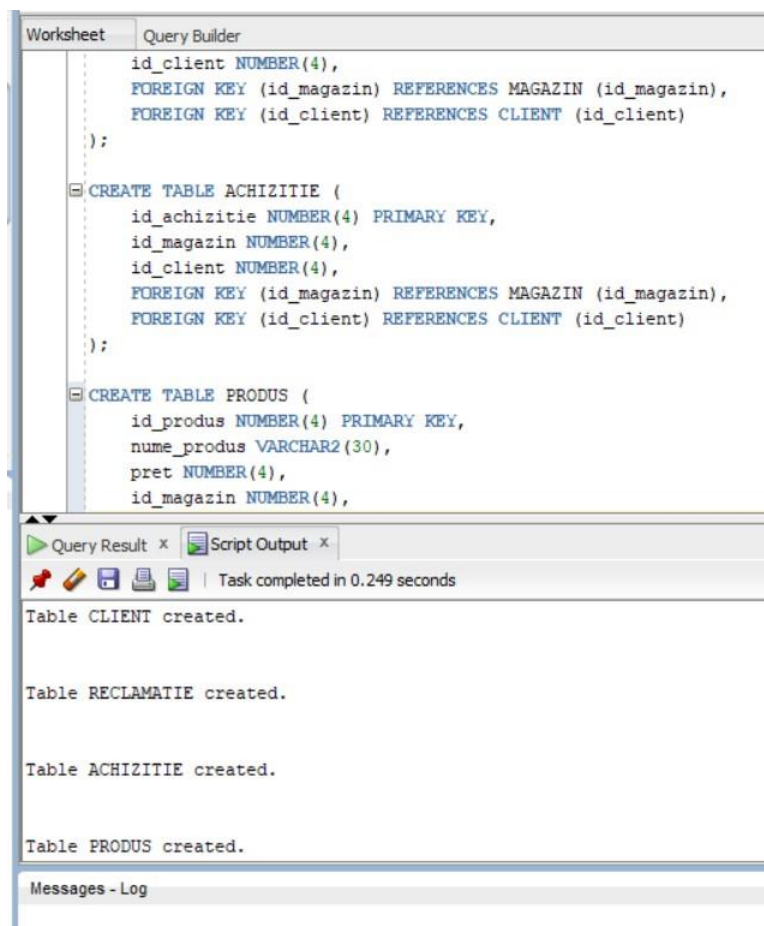 Worksheet Query Builder
id_client NUMBER(4),
FOREIGN KEY (id_magazin) REFERENCES MAGAZIN (id_magazin),
FOREIGN KEY (id_client) REFERENCES CLIENT (id_client)
);
CREATE TABLE ACHIZITIE (
id_achizitie NUMBER(4) PRIMARY KEY,
id_magazin NUMBER(4),
id_client NUMBER(4),
FOREIGN KEY (id_magazin) REFERENCES MAGAZIN (id_magazin),
FOREIGN KEY (id_client) REFERENCES CLIENT (id_client)
);
CREATE TABLE PRODUS (
id_produs NUMBER(4) PRIMARY KEY,
nume_produs VARCHAR2(30),
pret NUMBER(4),
id_magazin NUMBER(4),
Query Result x Script Output x
Task completed in 0.249 seconds
Table CLIENT created.
Table RECLAMATIE created.
Table ACHIZITIE created.
Table PRODUS created.
Messages - Log